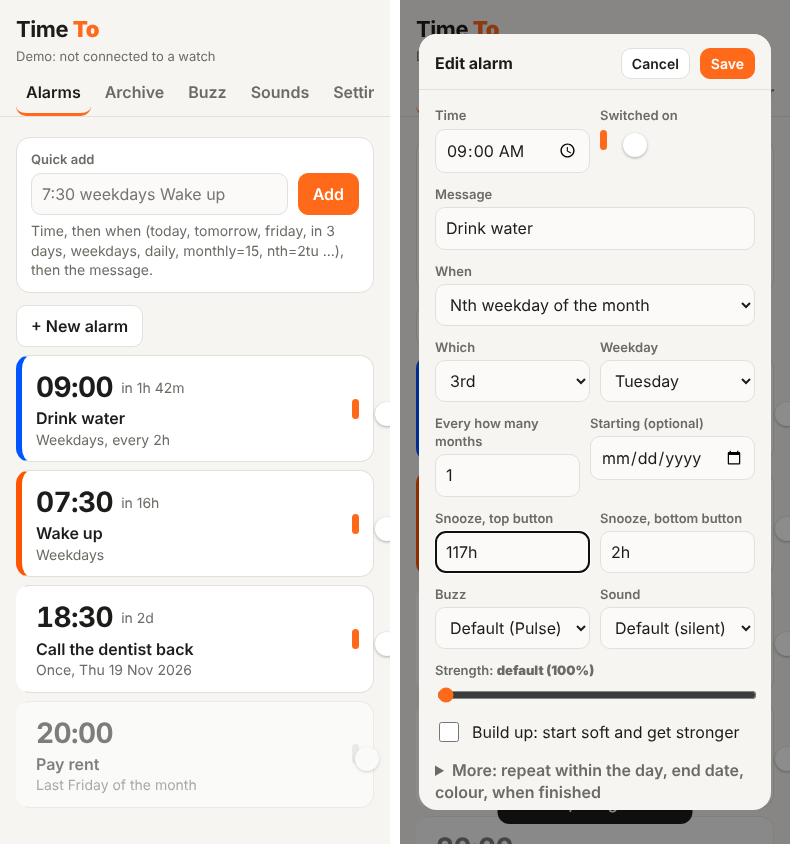 Time To
Demo: not connected to a watch
Alarms Archive Buzz Sounds
Quick add
7:30 weekdays Wake up
Add
Time, then when (today, tomorrow, friday, in 3
days, weekdays, daily, monthly=15, nth=2tu ...),
then the message.
+ New alarm
09:00 in 1h 42m
Drink water
Weekdays, every 2h
07:30 in 16h
Wake up
Weekdays
18:30 in 2d
Call the dentist back
Once, Thu 19 Nov 2026
20:00
Pay rent
Last Friday of the month
Time To
Edit alarm
Cancel
Save
Time
Switched on
09:00 AM
Message
Drink water
When
Nth weekday of the month
Which
Weekday
3rd
Tuesday
Every how many
months
Starting (optional)
1
mm/dd/yyyy
Snooze, top button
Snooze, bottom button
117h
2h
Buzz
Sound
Default (Pulse)
Default (silent)
Strength: default (100%)
Build up: start soft and get stronger
More: repeat within the day, end date,
colour, when finished